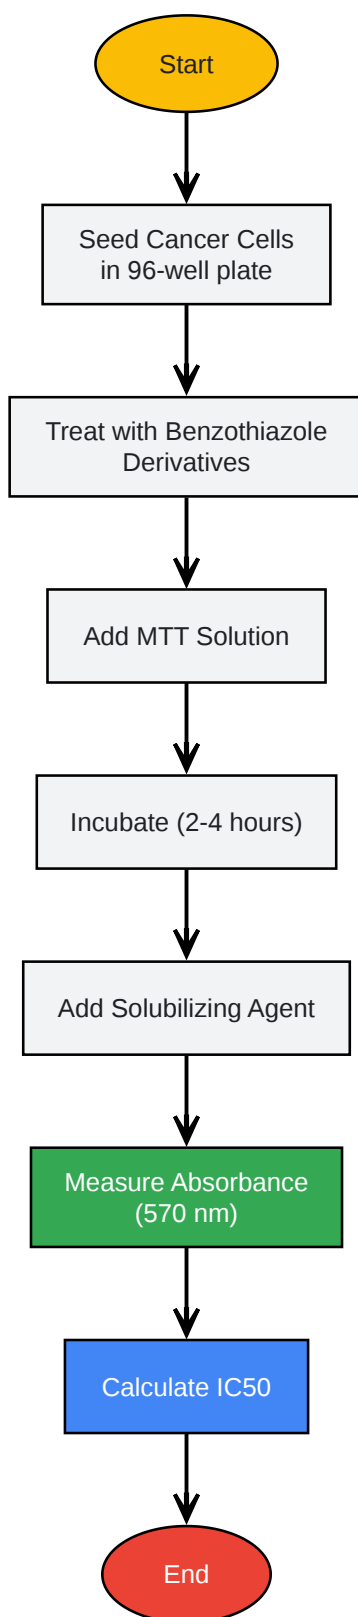 Start
Seed Cancer Cells
in 96-well plate
Treat with Benzothiazole
Derivatives
Add MTT Solution
Incubate (2-4 hours)
Add Solubilizing Agent
Measure Absorbance
(570 nm)
Calculate IC50
End